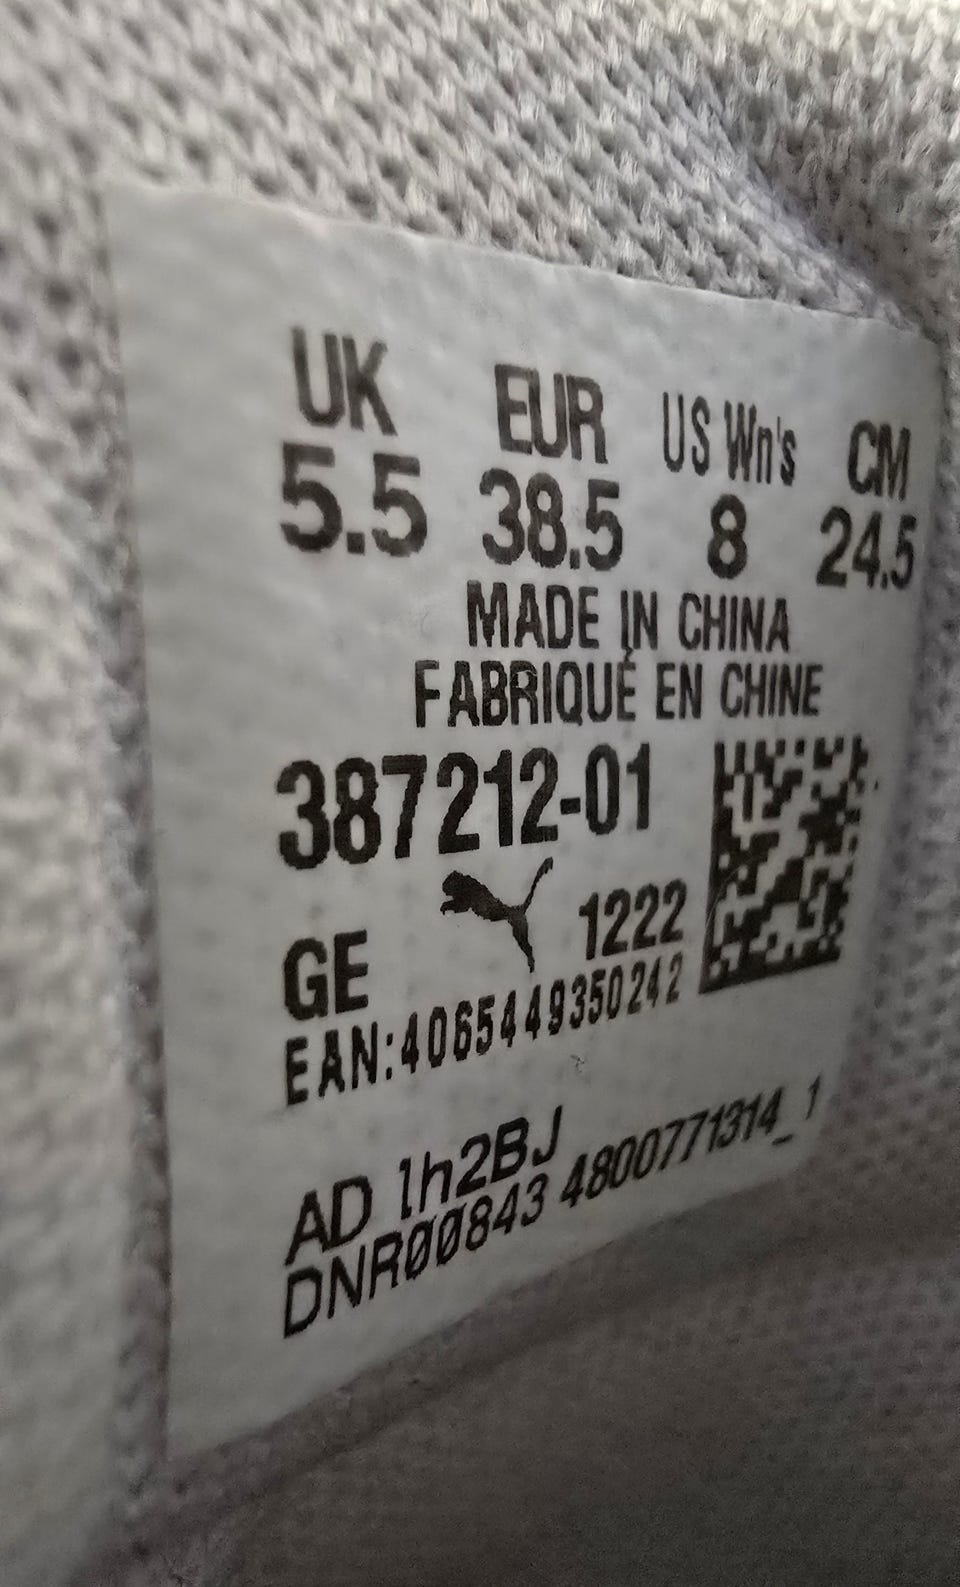 UK EUR US Wn's CM
5.5 38.5 8 24.5
MADE IN CHINA
FABRIQUÉ EN CHINE
387212-01
GE 1222
EAN:4065449350242
AD lh2BJ
DNR00843 4800771314_1